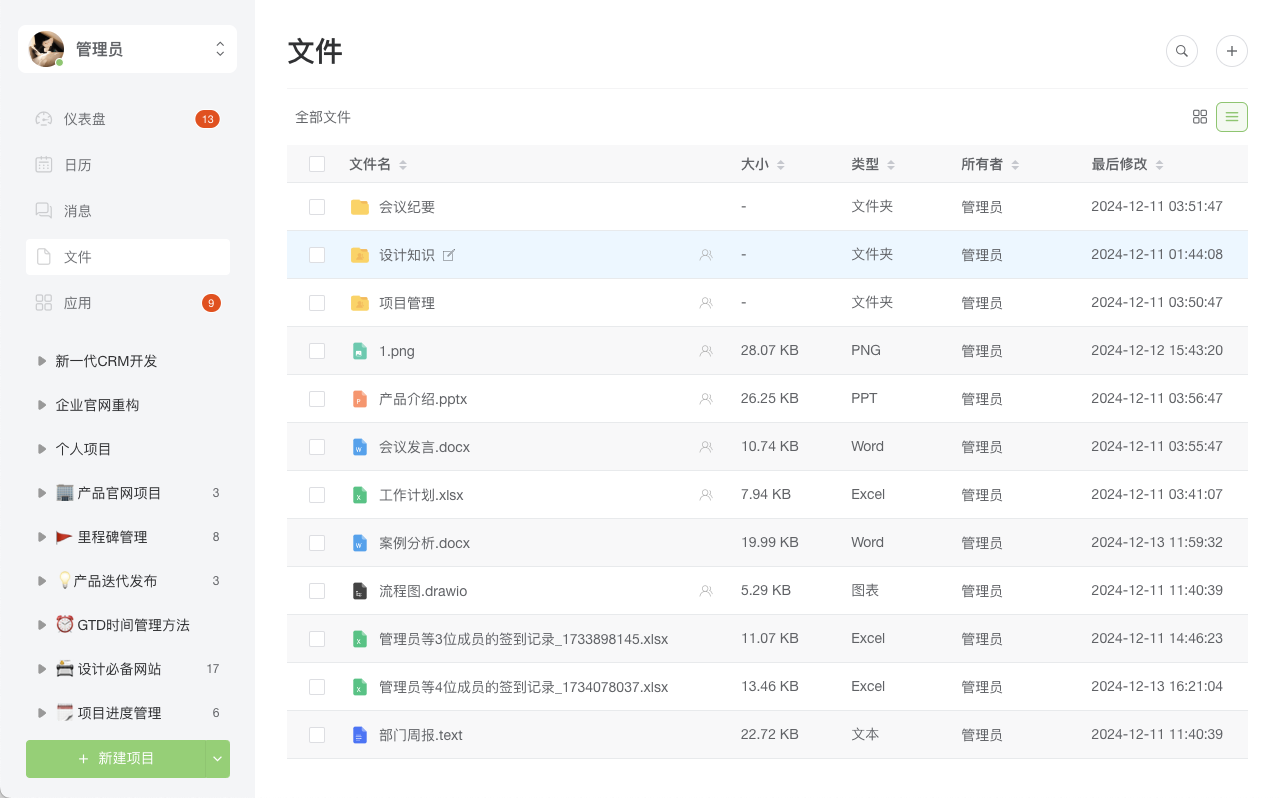 管理员
仪表盘 13
日历
消息
文件
应用 9
新一代CRM开发
企业官网重构
个人项目
产品官网项目 3
里程碑管理 8
产品迭代发布 3
GTD时间管理方法
设计必备网站 17
项目进度管理 6
+ 新建项目
文件
全部文件
文件名 大小 类型 所有者 最后修改
会议纪要 - 文件夹 管理员 2024-12-11 03:51:47
设计知识 - 文件夹 管理员 2024-12-11 01:44:08
项目管理 - 文件夹 管理员 2024-12-11 03:50:47
1.png 28.07 KB PNG 管理员 2024-12-12 15:43:20
产品介绍.pptx 26.25 KB PPT 管理员 2024-12-11 03:56:47
会议发言.docx 10.74 KB Word 管理员 2024-12-11 03:55:47
工作计划.xlsx 7.94 KB Excel 管理员 2024-12-11 03:41:07
案例分析.docx 19.99 KB Word 管理员 2024-12-13 11:59:32
流程图.drawio 5.29 KB 图表 管理员 2024-12-11 11:40:39
管理员等3位成员的签到记录_1733898145.xlsx 11.07 KB Excel 管理员 2024-12-11 14:46:23
管理员等4位成员的签到记录_1734078037.xlsx 13.46 KB Excel 管理员 2024-12-13 16:21:04
部门周报.text 22.72 KB 文本 管理员 2024-12-11 11:40:39